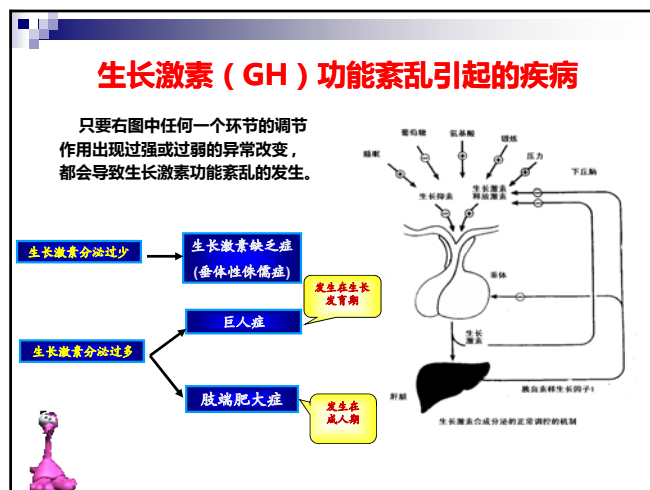 生长激素（GH）功能紊乱引起的疾病
只要右图中任何一个环节的调节
作用出现过强或过弱的异常改变，
都会导致生长激素功能紊乱的发生。
生长激素分泌过少
生长激素缺乏症
(垂体性侏儒症)
发生在生长
发育期
巨人症
生长激素分泌过多
肢端肥大症
发生在
成人期
睡眠
葡萄糖
氨基酸
锻炼
压力
下丘脑
生长抑素
生长激素
释放激素
垂体
生长
激素
肝脏
胰岛素样生长因子1
生长激素合成分泌的正常调控的机制